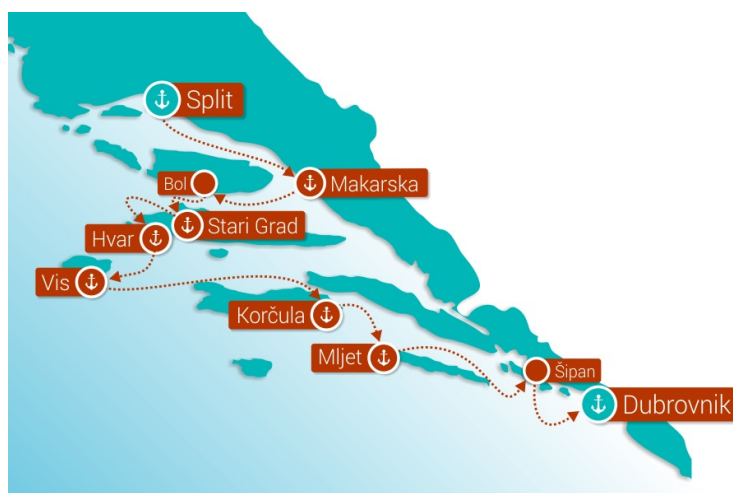 Split
Makarska
Bol
Stari Grad
Hvar
Vis
Korčula
Mljet
Šipan
Dubrovnik